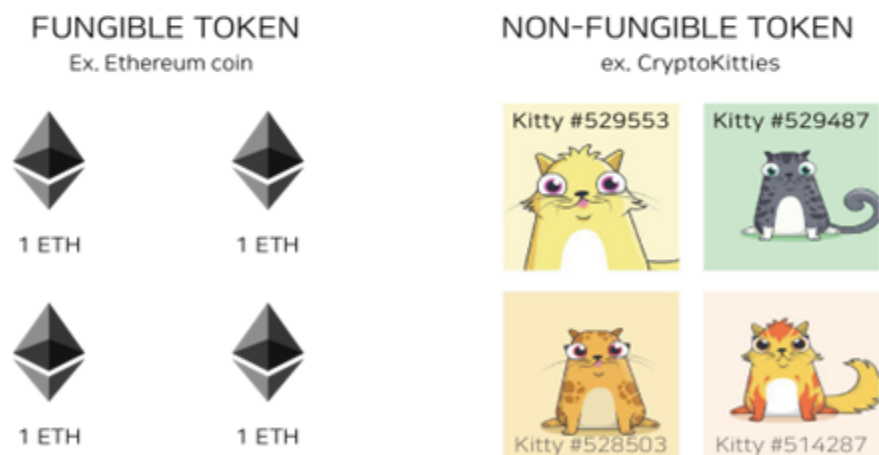 FUNGIBLE TOKEN
Ex. Ethereum coin
1 ETH
1 ETH
1 ETH
1 ETH
NON-FUNGIBLE TOKEN
ex. CryptoKitties
Kitty #529553
Kitty #529487
Kitty #528503
Kitty #514287